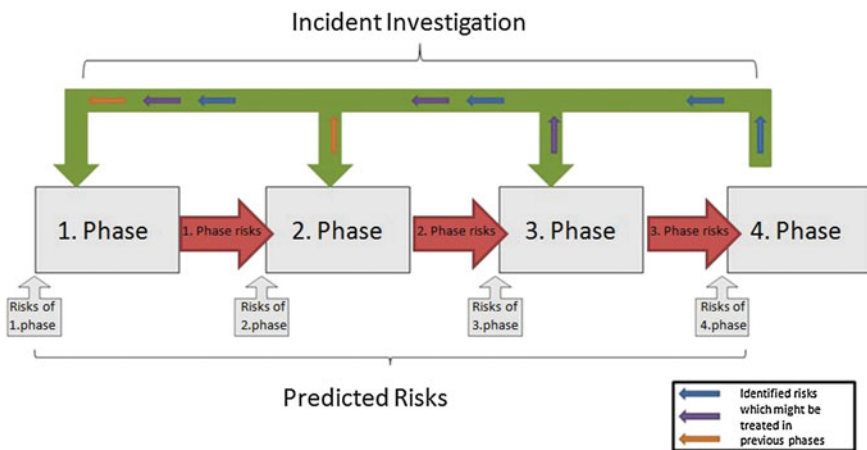 Incident Investigation
1. Phase
1. Phase risks
2. Phase
2. Phase risks
3. Phase
3. Phase risks
4. Phase
Risks of
1.phase
Risks of
2.phase
Risks of
3.phase
Risks of
4.phase
Predicted Risks
Identified risks
which might be
treated in
previous phases